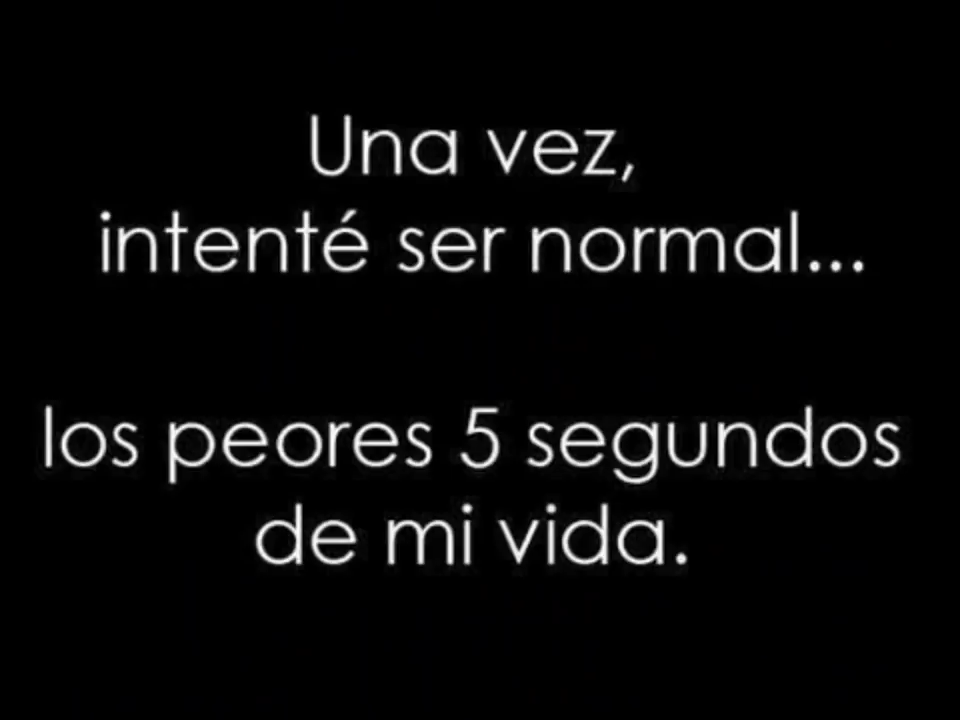 Una vez,
intenté ser normal...
los peores 5 segundos
de mi vida.